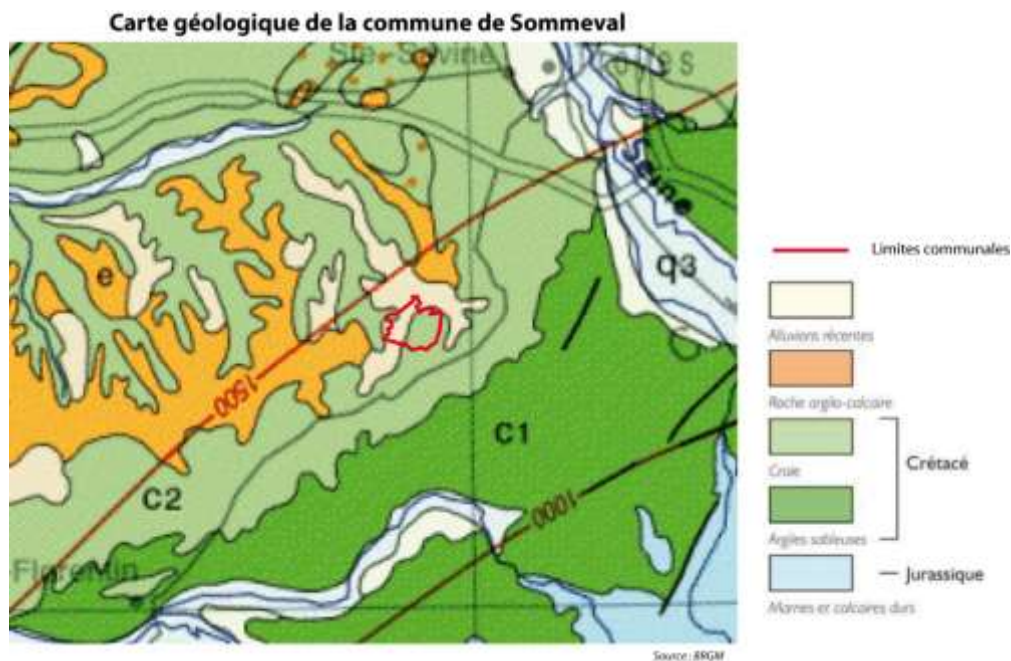 Carte géologique de la commune de Sommeval
Ste-Savine
Troyes
Seine
e
q3
1500
C1
C2
1000
Florentin
Limites communales
Alluvions récentes
Roche argilo-calcaire
Craie
Crétacé
Argiles sableuses
Jurassique
Marnes et calcaires durs
Source : BRGM